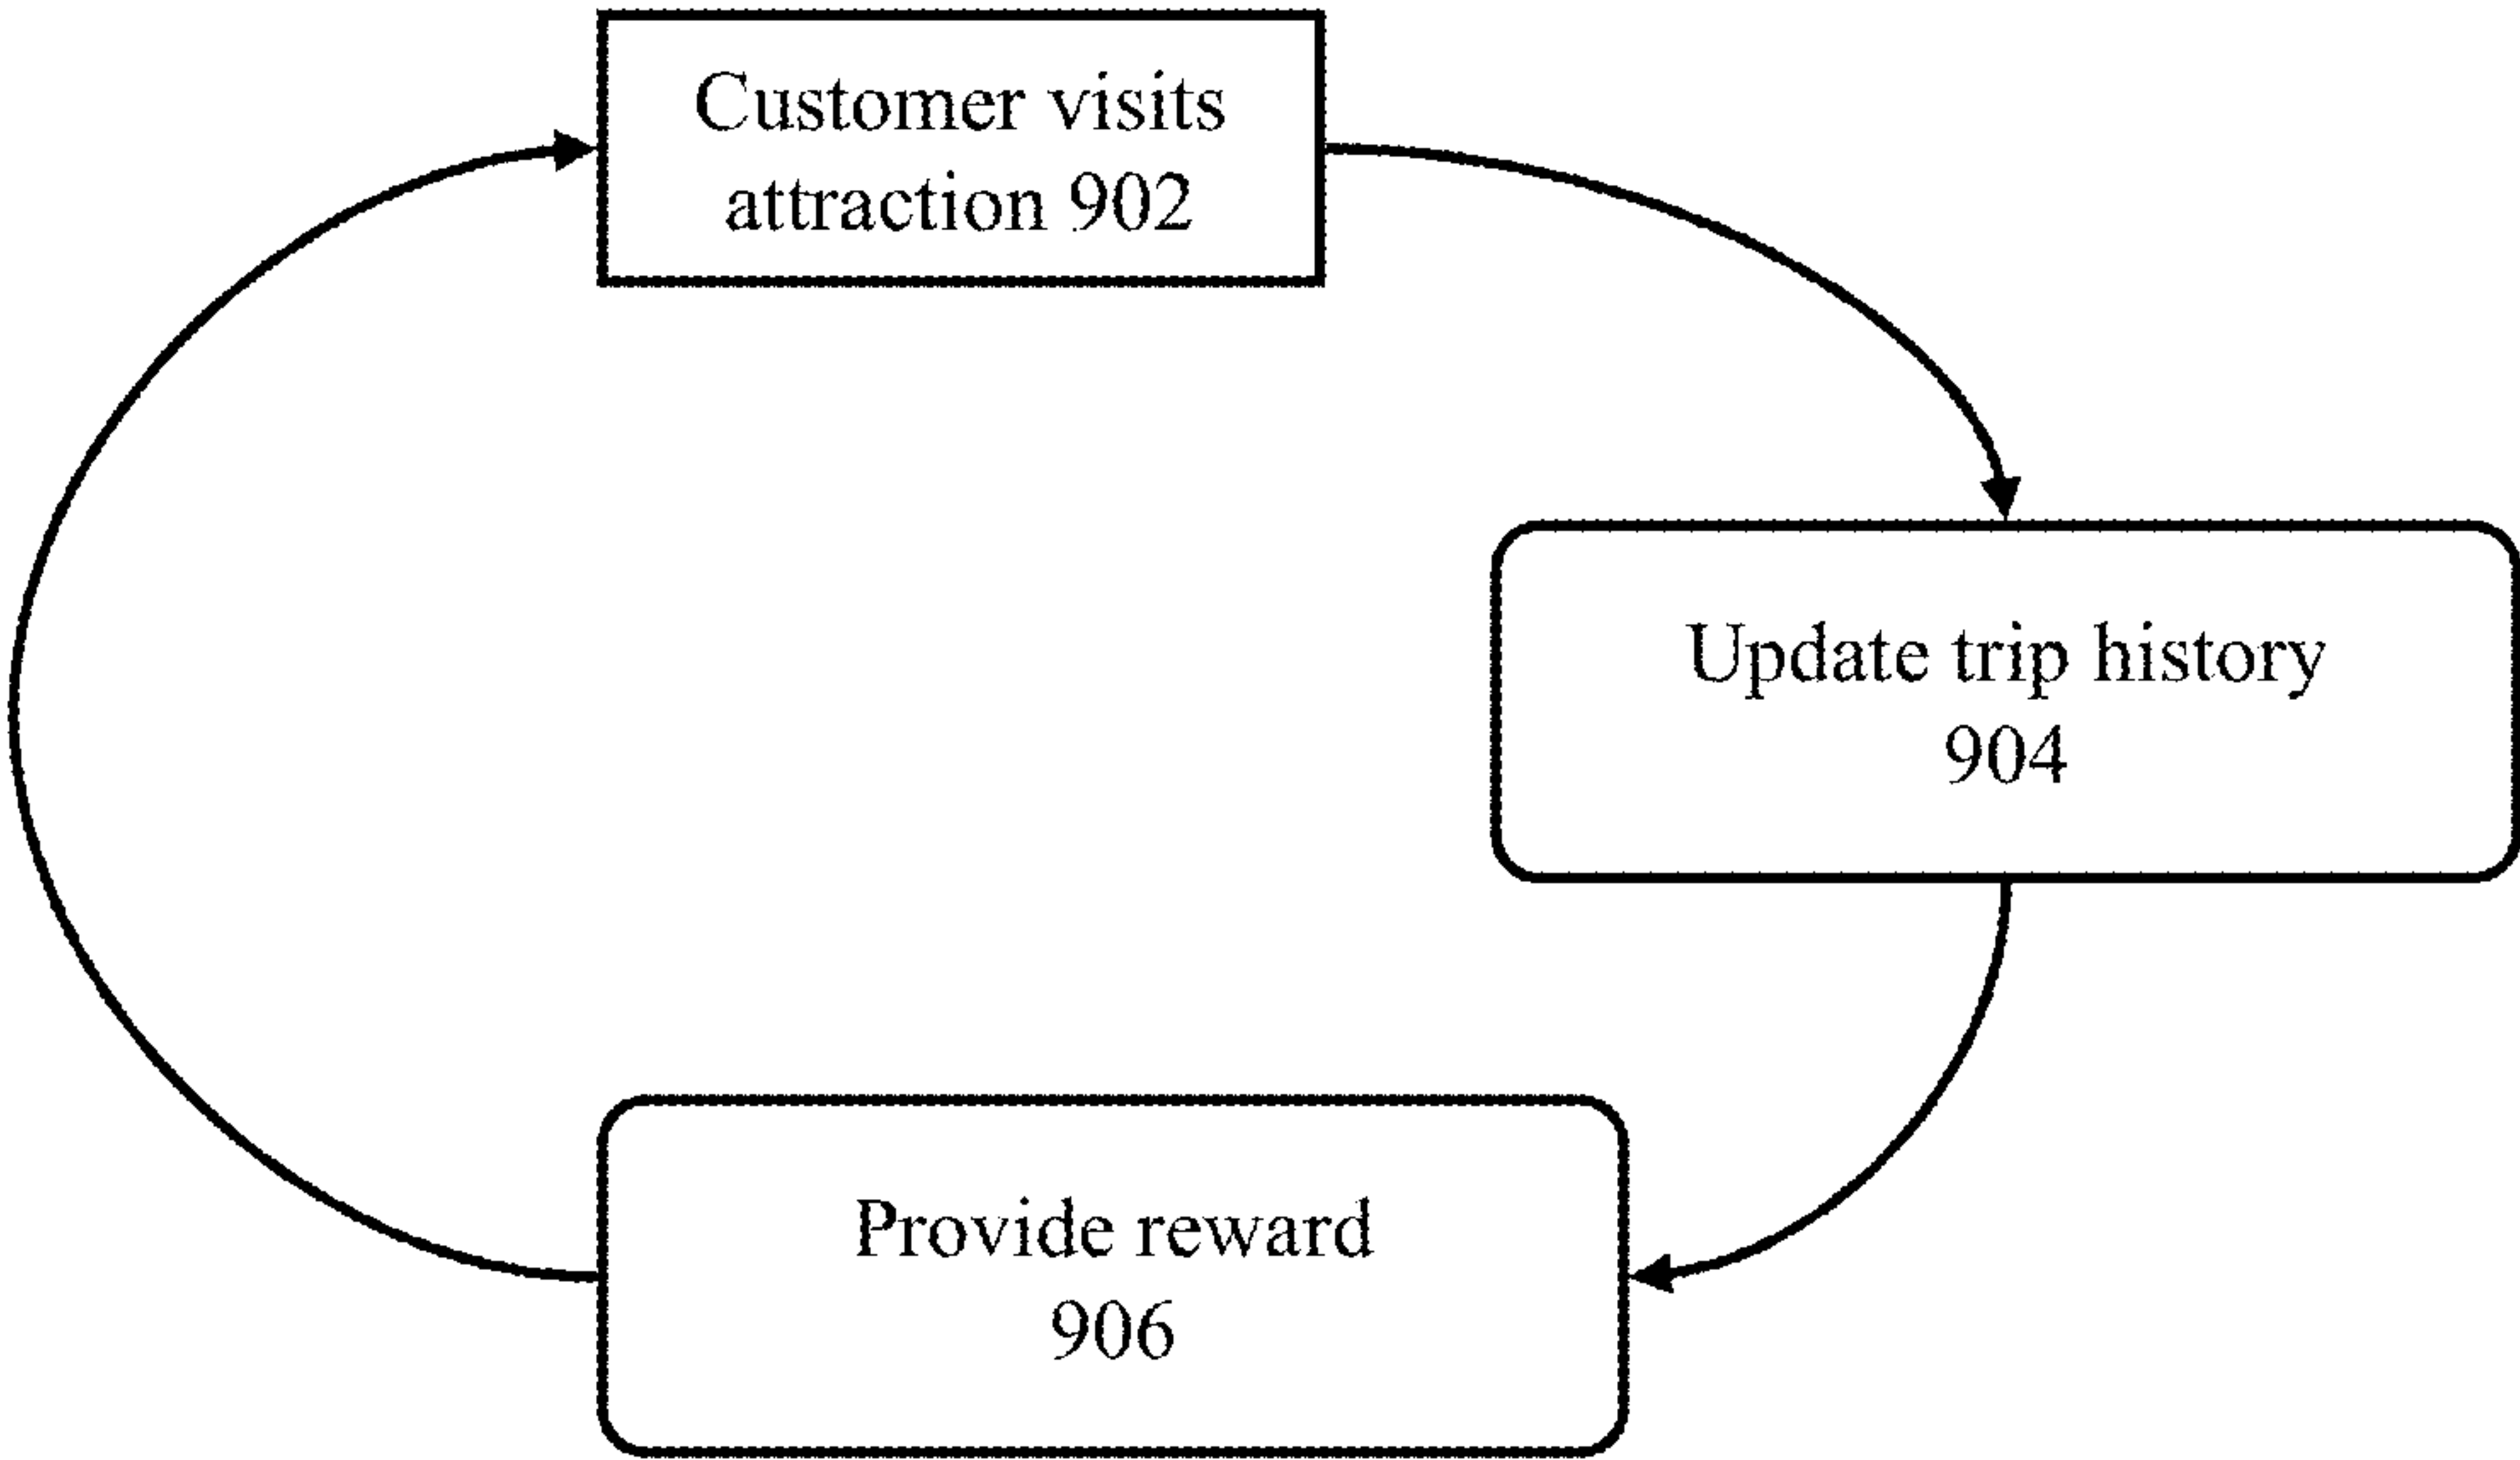 Customer visits
attraction 902
Update trip history
904
Provide reward
906